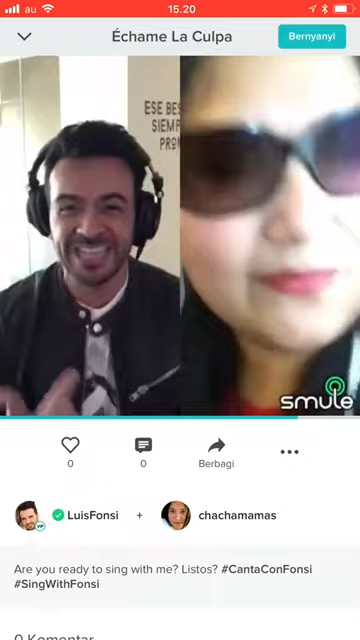 au 15.20
Échame La Culpa
Bernyanyi
ESE BES
SIEMP
PRO
smule
0 0 Berbagi
LuisFonsi + chachamamas
Are you ready to sing with me? Listos? #CantaConFonsi
#SingWithFonsi
0 Komentar